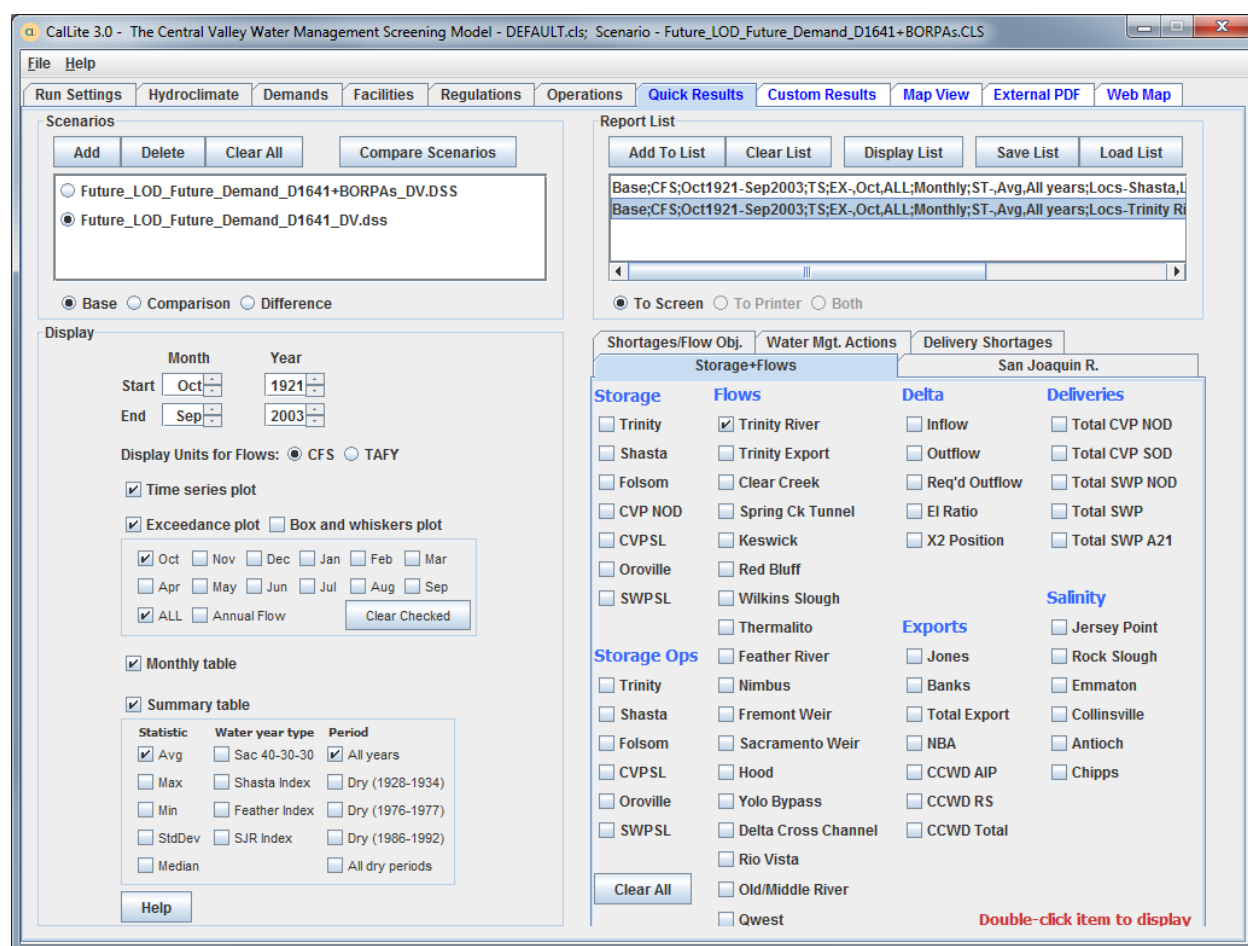 CL CalLite 3.0 - The Central Valley Water Management Screening Model - DEFAULT.cls; Scenario - Future_LOD_Future_Demand_D1641+BORPAs.CLS
File Help
Run Settings Hydroclimate Demands Facilities Regulations Operations Quick Results Custom Results Map View External PDF Web Map
Scenarios
Add Delete Clear All Compare Scenarios
Future_LOD_Future_Demand_D1641+BORPAs_DV.DSS
Future_LOD_Future_Demand_D1641_DV.dss
Base Comparison Difference
Report List
Add To List Clear List Display List Save List Load List
Base;CFS;Oct1921-Sep2003;TS;EX-,Oct,ALL;Monthly;ST-,Avg,All years;Locs-Shasta,L
Base;CFS;Oct1921-Sep2003;TS;EX-,Oct,ALL;Monthly;ST-,Avg,All years;Locs-Trinity Ri
To Screen To Printer Both
Display
Month Year
Start Oct 1921
End Sep 2003
Display Units for Flows: CFS TAFY
Time series plot
Exceedance plot Box and whiskers plot
Oct Nov Dec Jan Feb Mar
Apr May Jun Jul Aug Sep
ALL Annual Flow Clear Checked
Monthly table
Summary table
Statistic Water year type Period
Avg Sac 40-30-30 All years
Max Shasta Index Dry (1928-1934)
Min Feather Index Dry (1976-1977)
StdDev SJR Index Dry (1986-1992)
Median All dry periods
Help
Shortages/Flow Obj. Water Mgt. Actions Delivery Shortages
Storage+Flows San Joaquin R.
Storage Flows Delta Deliveries
Trinity Trinity River Inflow Total CVP NOD
Shasta Trinity Export Outflow Total CVP SOD
Folsom Clear Creek Req'd Outflow Total SWP NOD
CVP NOD Spring Ck Tunnel EI Ratio Total SWP
CVPSL Keswick X2 Position Total SWP A21
Oroville Red Bluff
SWPSL Wilkins Slough Salinity
Thermalito Exports Jersey Point
Storage Ops Feather River Jones Rock Slough
Trinity Nimbus Banks Emmaton
Shasta Fremont Weir Total Export Collinsville
Folsom Sacramento Weir NBA Antioch
CVPSL Hood CCWD AIP Chipps
Oroville Yolo Bypass CCWD RS
SWPSL Delta Cross Channel CCWD Total
Rio Vista
Clear All Old/Middle River
Qwest Double-click item to display